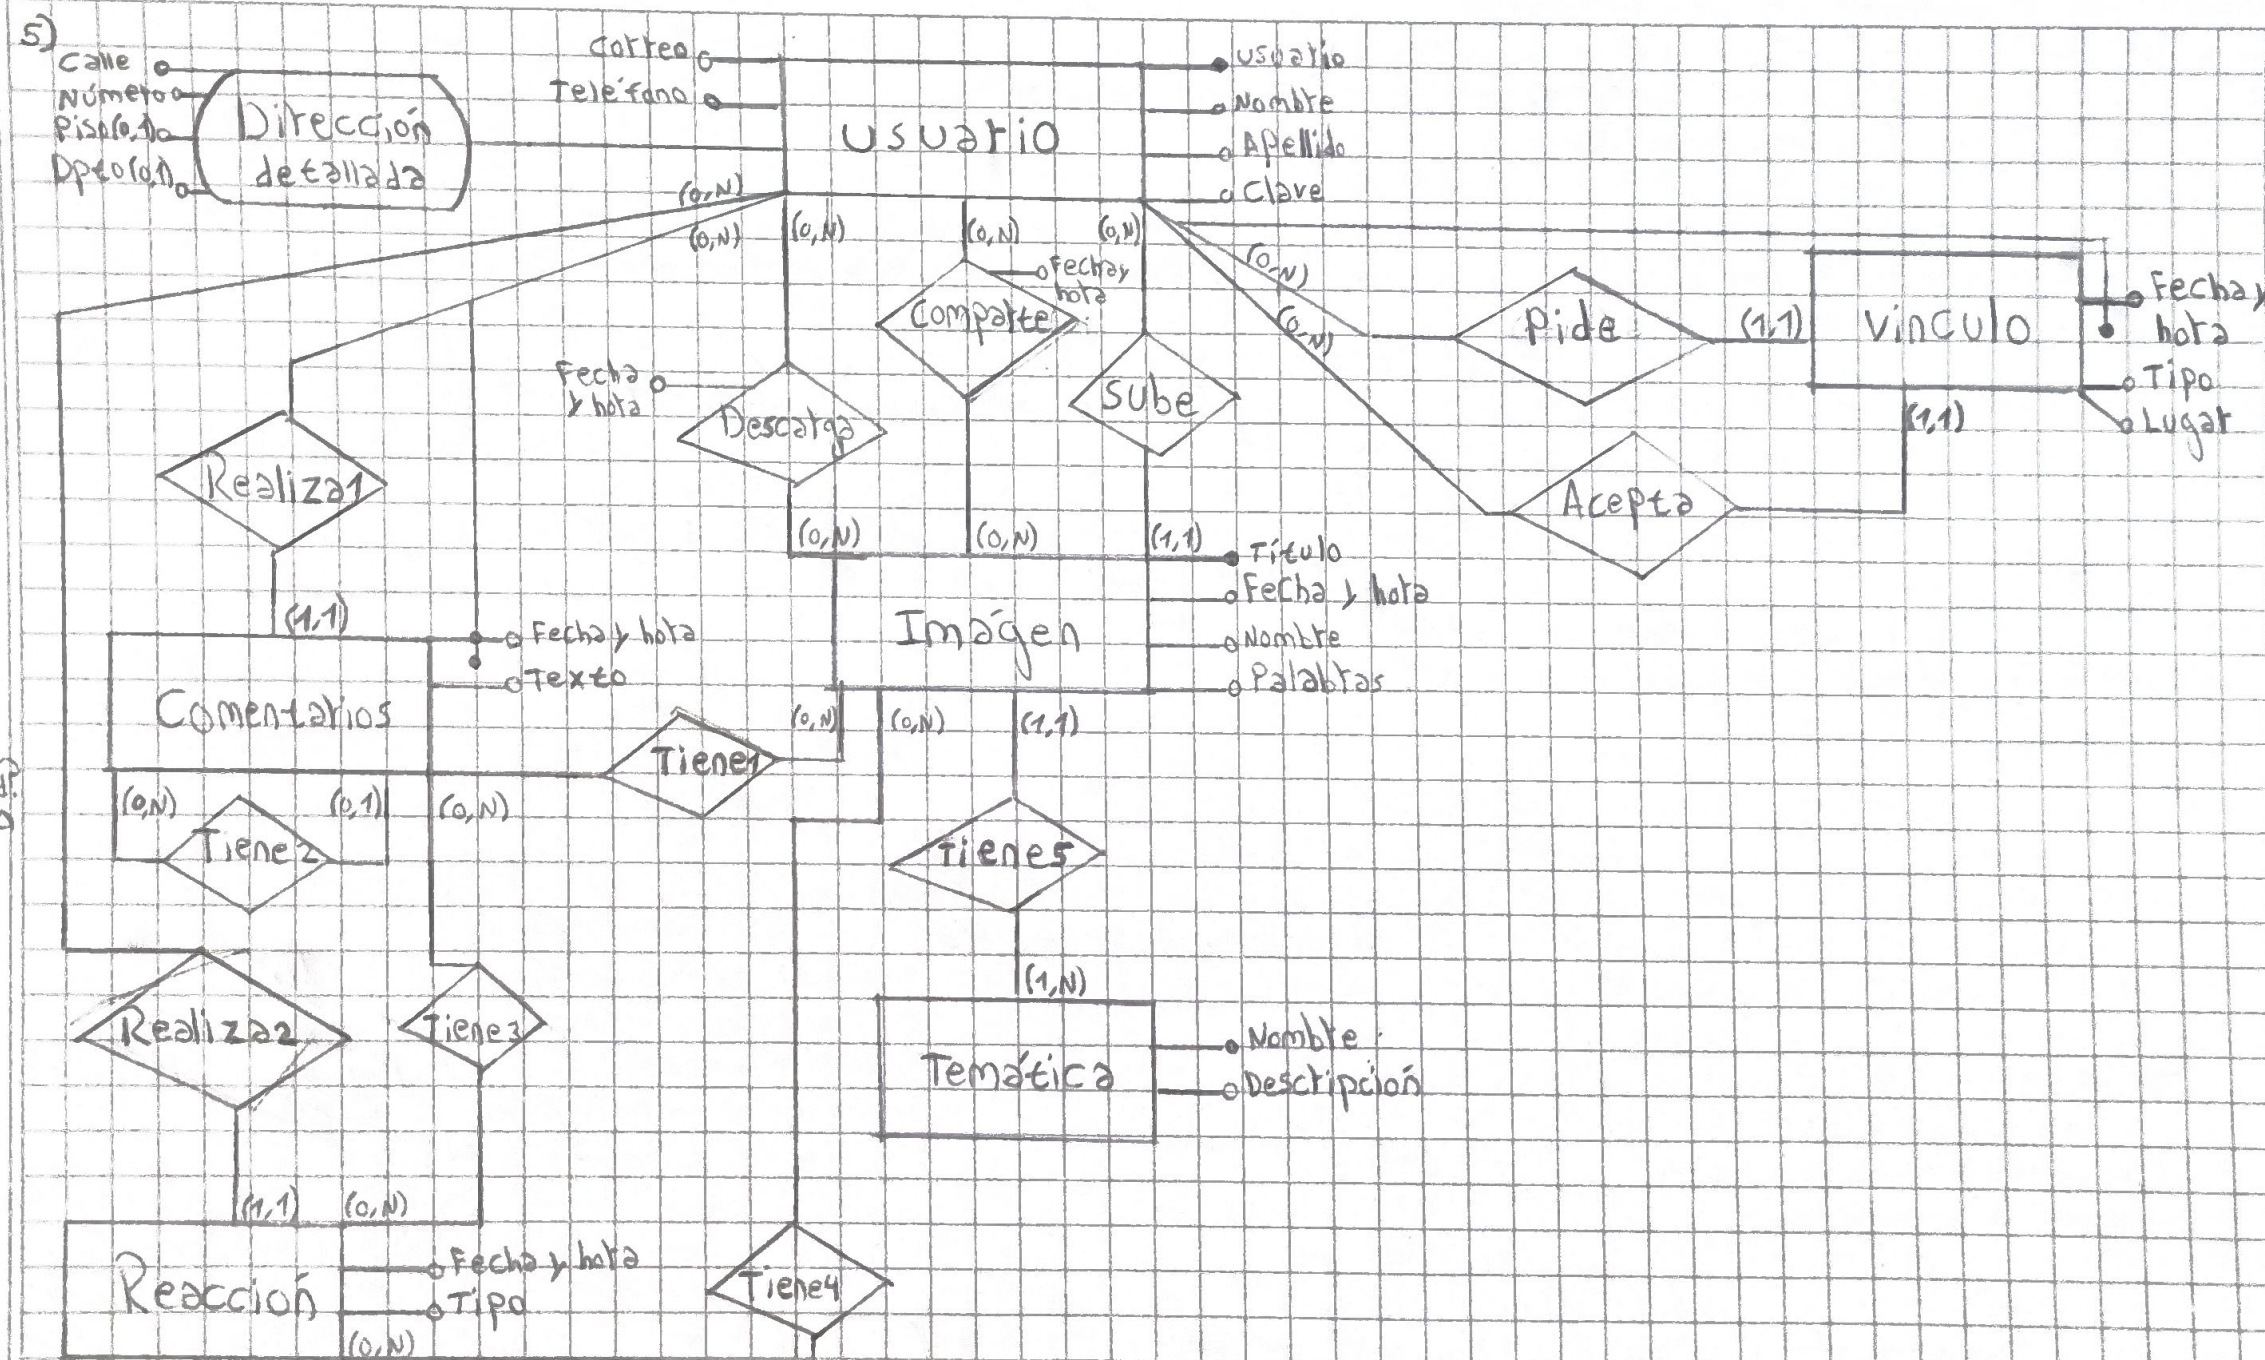 5)
Calle
Número
Piso(0,1)
Dpto(0,1)
Dirección
detallada
Correo
Teléfono
Usuario
Usuario
Nombre
Apellido
Clave
(0,N)
(0,N)
(0,N)
(0,N)
(0,N)
(0,N)
(0,N)
Fecha y
hora
Comparte
Sube
Fecha
y hora
Descarga
Pide
(1,1)
Vinculo
Fecha y
hora
Tipo
Lugar
(1,1)
Acepta
Realiza1
(1,1)
(0,N)
(0,N)
(1,1)
Título
Fecha y hora
Nombre
Palabras
Imágen
Fecha y hora
Texto
Comentarios
Tiene1
(0,N)
(0,N)
(1,1)
(0,N)
(0,1)
(0,N)
Tiene2
Tiene5
(1,N)
Realiza2
Tiene3
Temática
Nombre
Descripción
(1,1)
(0,N)
Reacción
Fecha y hora
Tipo
(0,N)
Tiene4